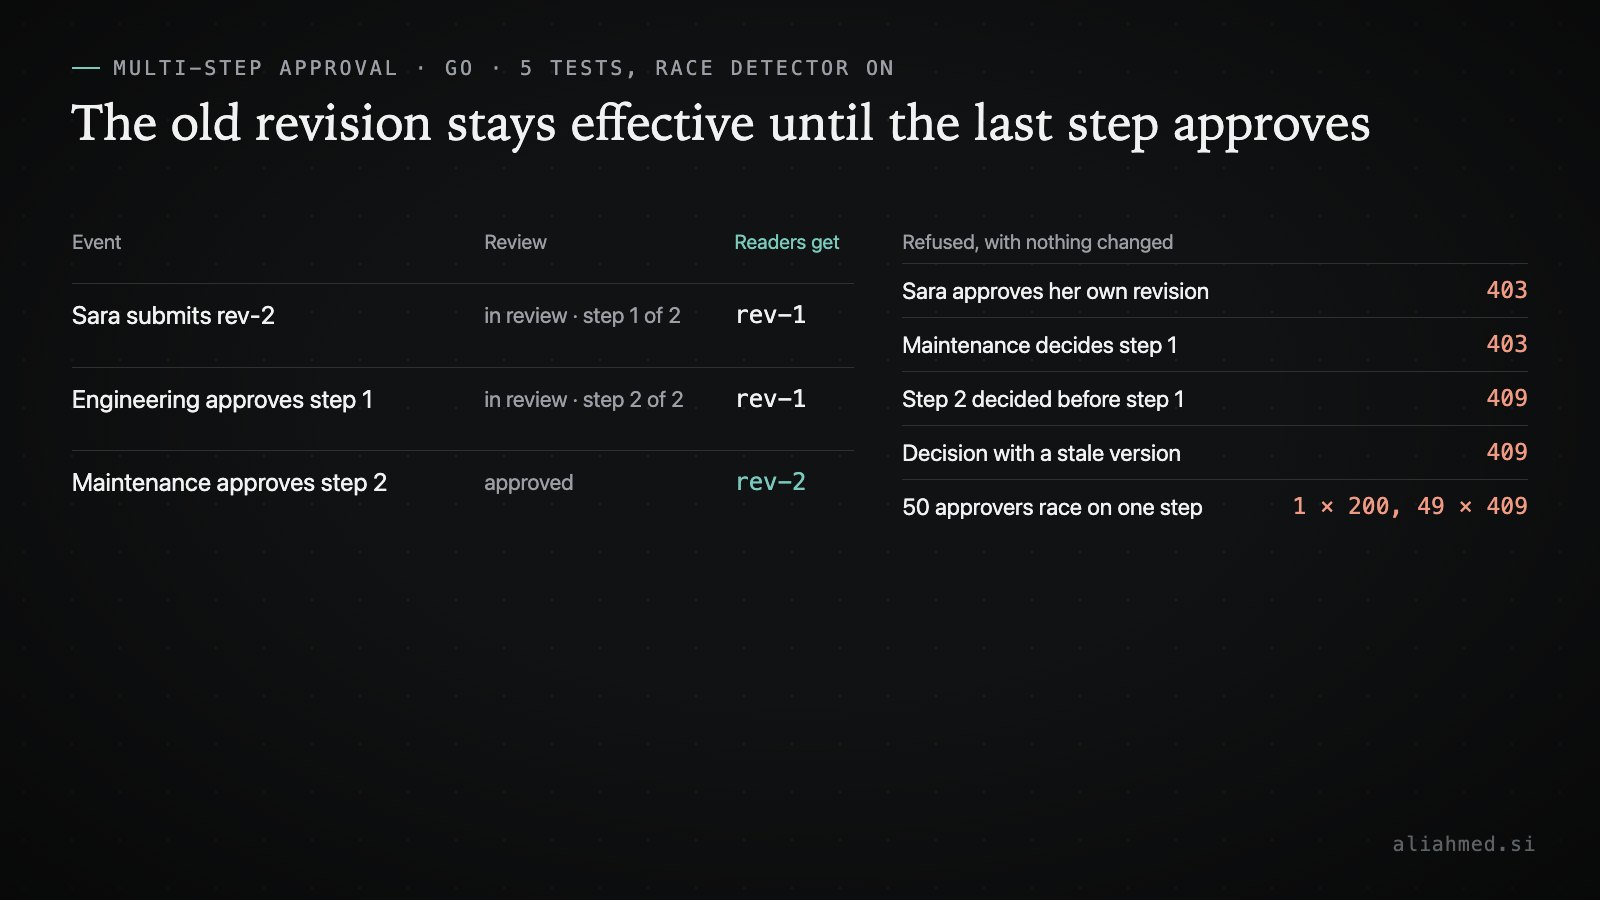 MULTI-STEP APPROVAL · GO · 5 TESTS, RACE DETECTOR ON
The old revision stays effective until the last step approves
Event Review Readers get
Sara submits rev-2 in review · step 1 of 2 rev-1
Engineering approves step 1 in review · step 2 of 2 rev-1
Maintenance approves step 2 approved rev-2
Refused, with nothing changed
Sara approves her own revision 403
Maintenance decides step 1 403
Step 2 decided before step 1 409
Decision with a stale version 409
50 approvers race on one step 1 × 200, 49 × 409
aliahmed.si